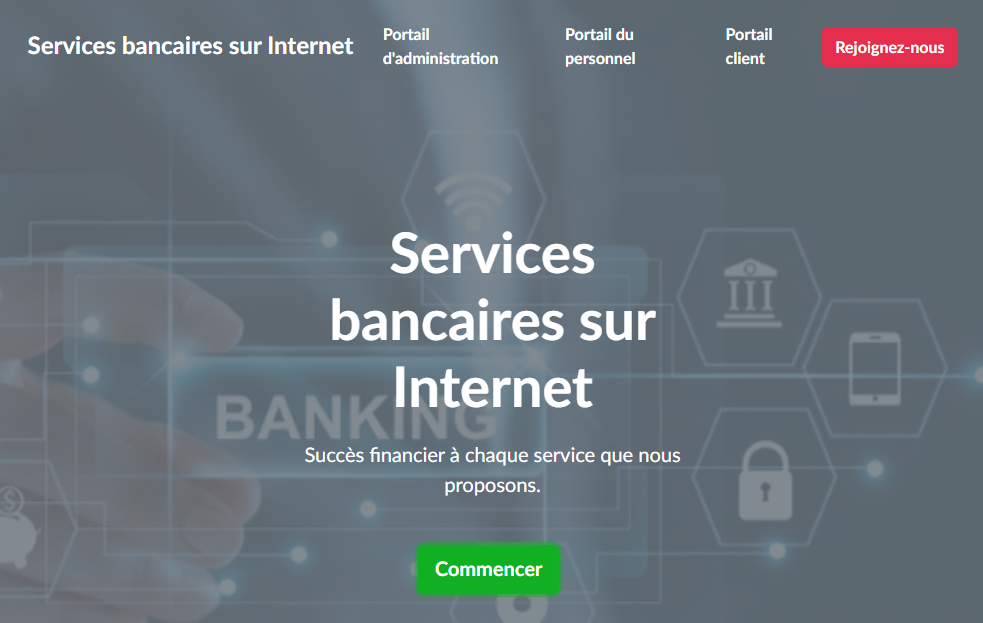 Services bancaires sur Internet
Portail
d'administration
Portail du
personnel
Portail
client
Rejoignez-nous
Services
bancaires sur
Internet
BANKING
Succès financier à chaque service que nous
proposons.
Commencer